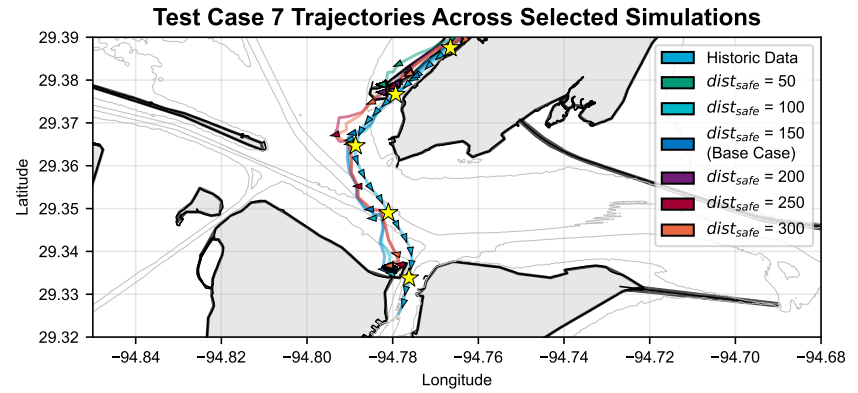 Test Case 7 Trajectories Across Selected Simulations
29.39
29.38
29.37
29.36
29.35
29.34
29.33
29.32
Latitude
−94.84
−94.82
−94.80
−94.78
−94.76
−94.74
−94.72
−94.70
−94.68
Longitude
Historic Data
dist_safe = 50
dist_safe = 100
dist_safe = 150
(Base Case)
dist_safe = 200
dist_safe = 250
dist_safe = 300